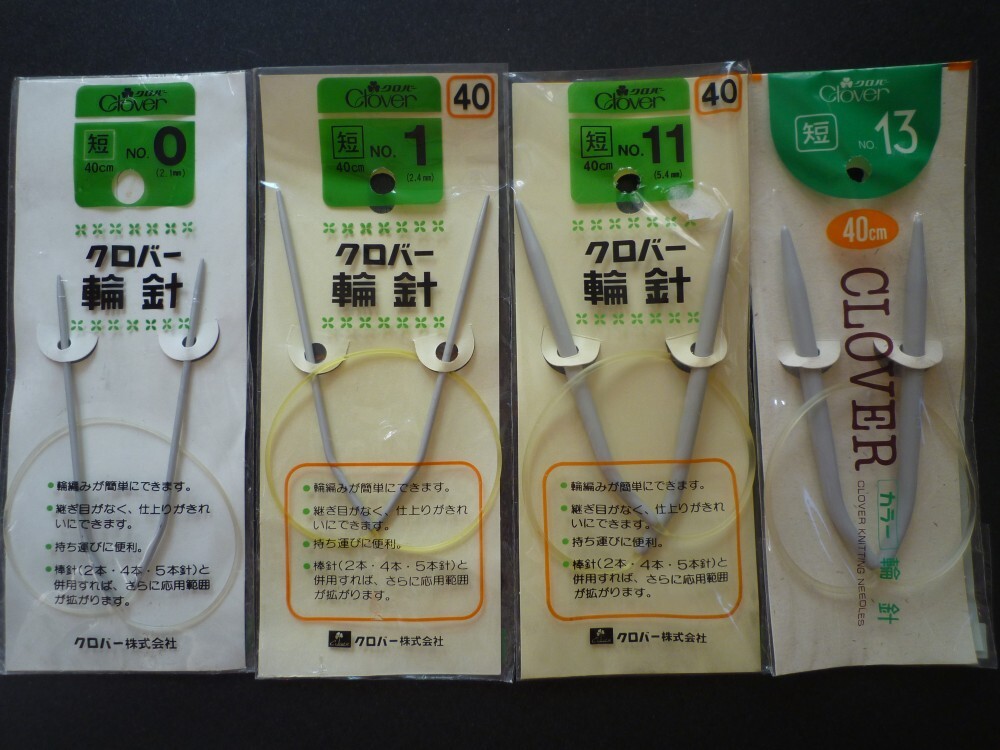 クロバー
Clover
短
NO. 0
40cm
(2.1mm)
クロバー
輪針
●輪編みが簡単にできます。
●継ぎ目がなく、仕上りがきれ
いにできます。
●持ち運びに便利。
●棒針(2本・4本・5本針)と
併用すれば、さらに応用範囲
が拡がります。
クロバー株式会社
クロバー
Clover
40
短
NO. 1
40cm
(2.4mm)
クロバー
輪針
●輪編みが簡単にできます。
●継ぎ目がなく、仕上りがきれ
いにできます。
●持ち運びに便利。
●棒針(2本・4本・5本針)と
併用すれば、さらに応用範囲
が拡がります。
クロバー株式会社
クロバー
Clover
40
短
NO. 11
40cm
(5.4mm)
クロバー
輪針
●輪編みが簡単にできます。
●継ぎ目がなく、仕上りがきれ
いにできます。
●持ち運びに便利。
●棒針(2本・4本・5本針)と
併用すれば、さらに応用範囲
が拡がります。
クロバー株式会社
クロバー
Clover
短
NO. 13
40cm
CLOVER
カラー輪針
CLOVER KNITTING NEEDLES